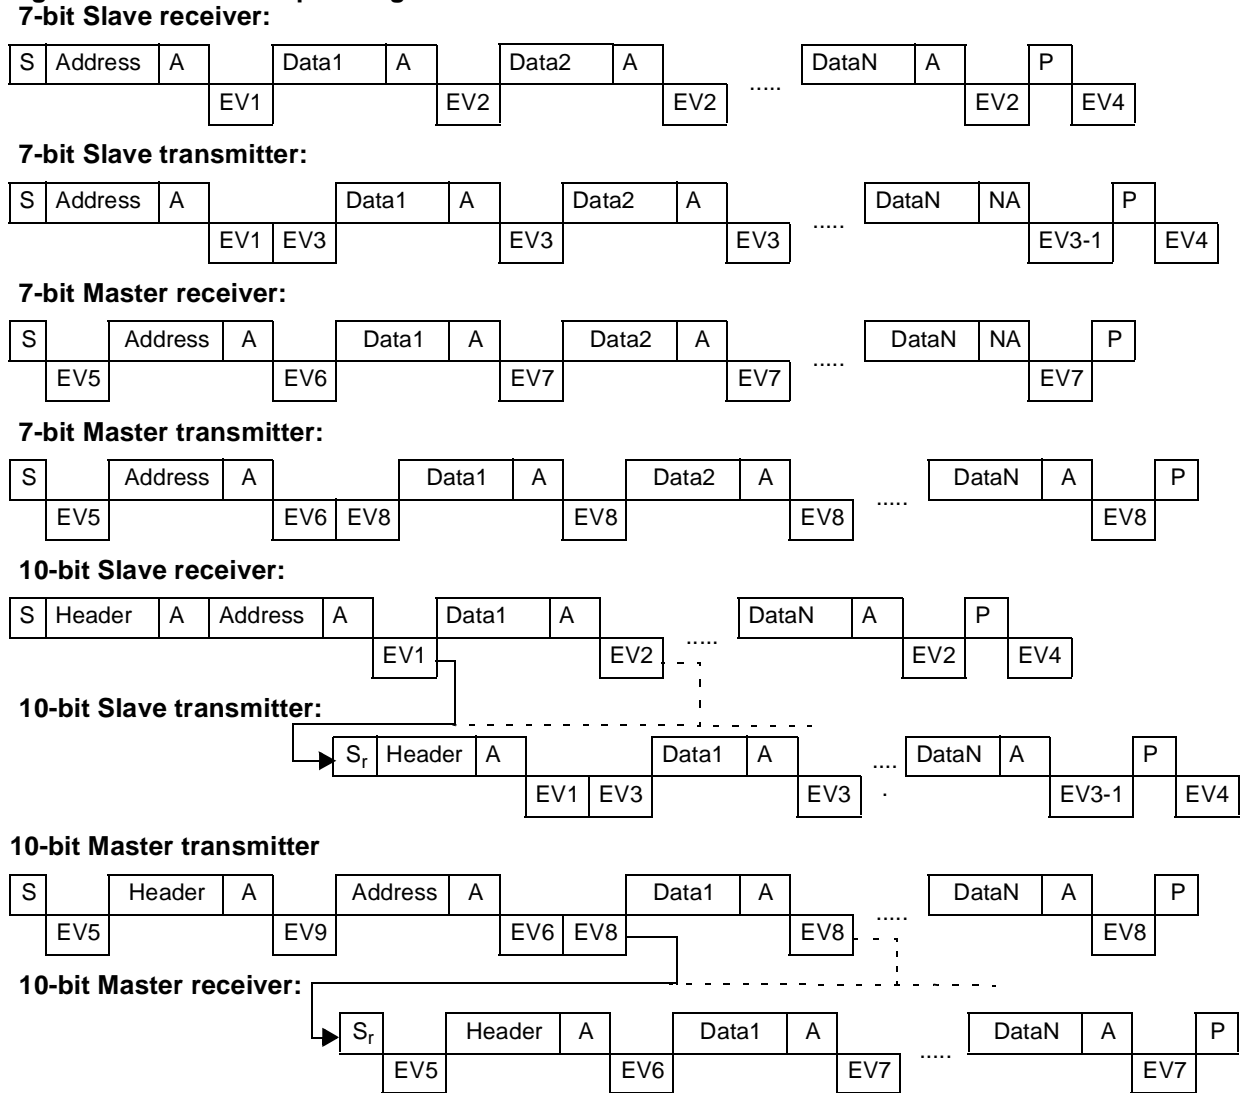 7-bit Slave receiver:
S Address A Data1 A Data2 A ..... DataN A P
EV1 EV2 EV2 EV2 EV4
7-bit Slave transmitter:
S Address A Data1 A Data2 A ..... DataN NA P
EV1 EV3 EV3 EV3 EV3-1 EV4
7-bit Master receiver:
S Address A Data1 A Data2 A ..... DataN NA P
EV5 EV6 EV7 EV7 EV7
7-bit Master transmitter:
S Address A Data1 A Data2 A ..... DataN A P
EV5 EV6 EV8 EV8 EV8 EV8
10-bit Slave receiver:
S Header A Address A Data1 A ..... DataN A P
EV1 EV2 EV2 EV4
10-bit Slave transmitter:
Sr Header A Data1 A .... DataN A P
EV1 EV3 EV3 . EV3-1 EV4
10-bit Master transmitter
S Header A Address A Data1 A ..... DataN A P
EV5 EV9 EV6 EV8 EV8 EV8
10-bit Master receiver:
Sr Header A Data1 A ..... DataN A P
EV5 EV6 EV7 EV7